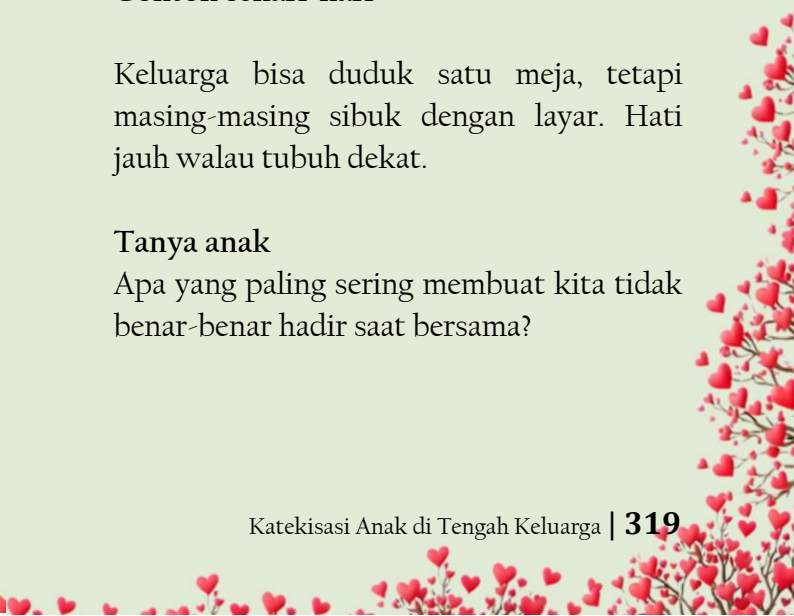 Keluarga bisa duduk satu meja, tetapi
masing-masing sibuk dengan layar. Hati
jauh walau tubuh dekat.
Tanya anak
Apa yang paling sering membuat kita tidak
benar-benar hadir saat bersama?
Katekisasi Anak di Tengah Keluarga | 319